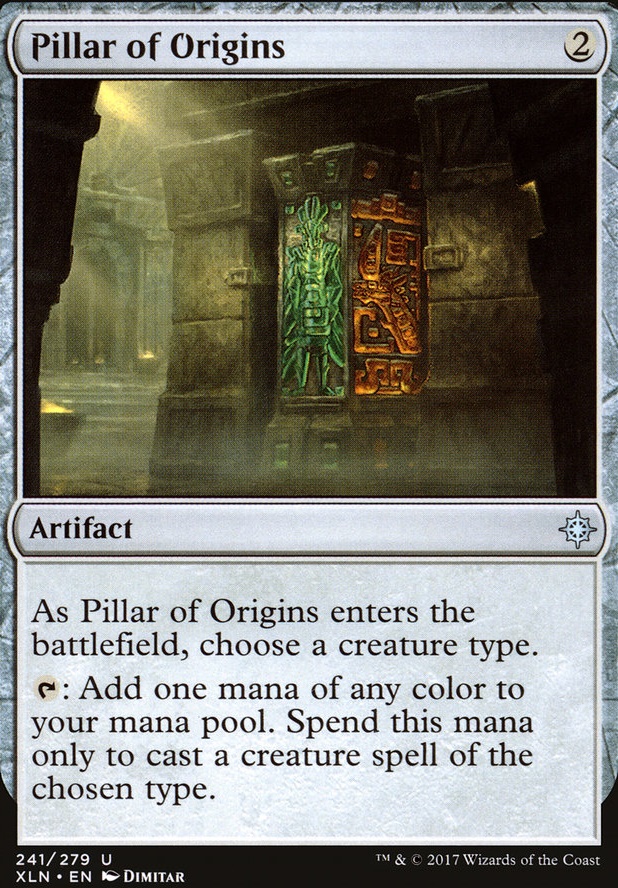 Pillar of Origins 2
Artifact
As Pillar of Origins enters the
battlefield, choose a creature type.
: Add one mana of any color to
your mana pool. Spend this mana
only to cast a creature spell of the
chosen type.
241/279 U
XLN • EN Dimitar
™ & © 2017 Wizards of the Coast